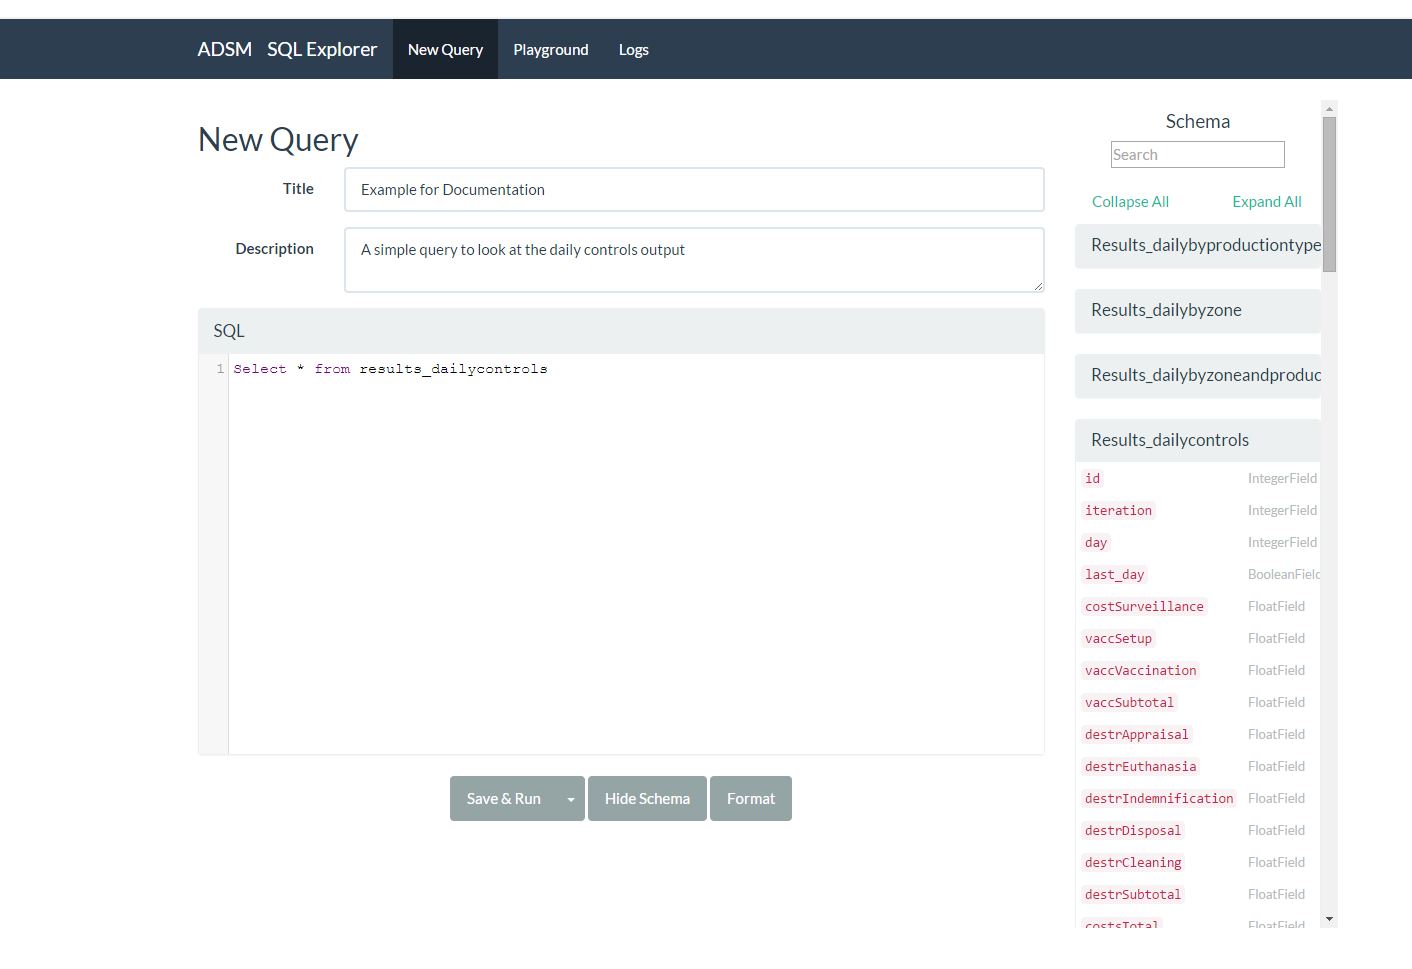 ADSM SQL Explorer New Query Playground Logs
New Query
Title Example for Documentation
Description A simple query to look at the daily controls output
SQL
1 Select * from results_dailycontrols
Save & Run Hide Schema Format
Schema
Search
Collapse All Expand All
Results_dailybyproductiontype
Results_dailybyzone
Results_dailybyzoneandproduc
Results_dailycontrols
id IntegerField
iteration IntegerField
day IntegerField
last_day BooleanField
costSurveillance FloatField
vaccSetup FloatField
vaccVaccination FloatField
vaccSubtotal FloatField
destrAppraisal FloatField
destrEuthanasia FloatField
destrIndemnification FloatField
destrDisposal FloatField
destrCleaning FloatField
destrSubtotal FloatField
costsTotal FloatField